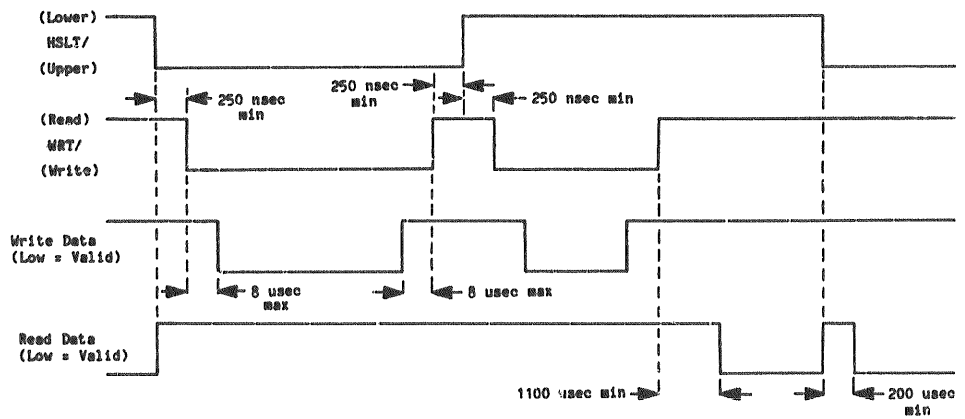 (Lower)
HSLT/
(Upper)
250 nsec
min
250 nsec
min
250 nsec min
(Read)
WRT/
(Write)
Write Data
(Low = Valid)
8 usec
max
8 usec max
Read Data
(Low = Valid)
1100 usec min
200 usec
min